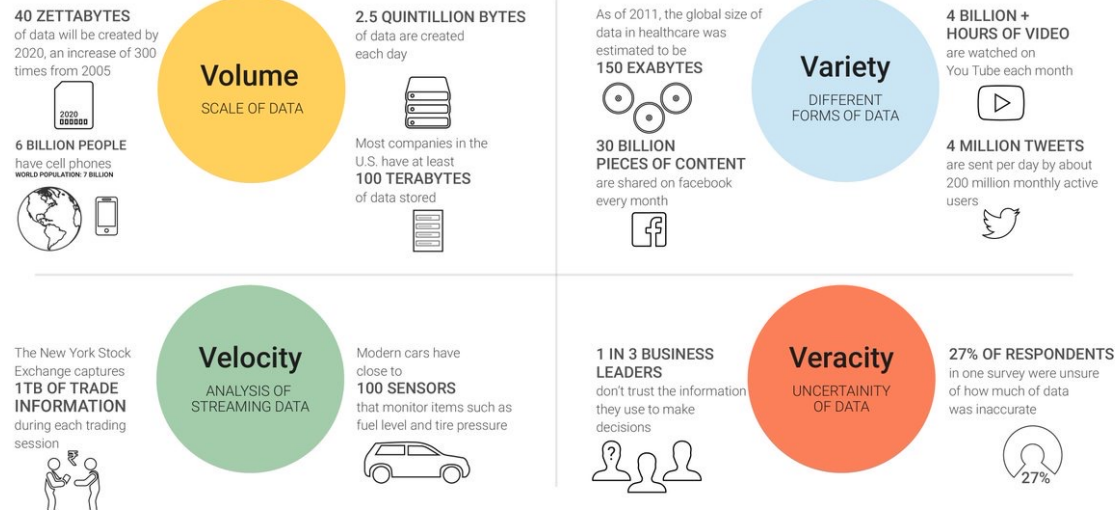 40 ZETTABYTES
of data will be created by
2020, an increase of 300
times from 2005
2020
6 BILLION PEOPLE
have cell phones
WORLD POPULATION: 7 BILLION
Volume
SCALE OF DATA
2.5 QUINTILLION BYTES
of data are created
each day
Most companies in the
U.S. have at least
100 TERABYTES
of data stored
As of 2011, the global size of
data in healthcare was
estimated to be
150 EXABYTES
30 BILLION
PIECES OF CONTENT
are shared on facebook
every month
f
Variety
DIFFERENT
FORMS OF DATA
4 BILLION +
HOURS OF VIDEO
are watched on
You Tube each month
4 MILLION TWEETS
are sent per day by about
200 million monthly active
users
The New York Stock
Exchange captures
1TB OF TRADE
INFORMATION
during each trading
session
₹
Velocity
ANALYSIS OF
STREAMING DATA
Modern cars have
close to
100 SENSORS
that monitor items such as
fuel level and tire pressure
1 IN 3 BUSINESS
LEADERS
don't trust the information
they use to make
decisions
?
Veracity
UNCERTAINITY
OF DATA
27% OF RESPONDENTS
in one survey were unsure
of how much of data
was inaccurate
27%